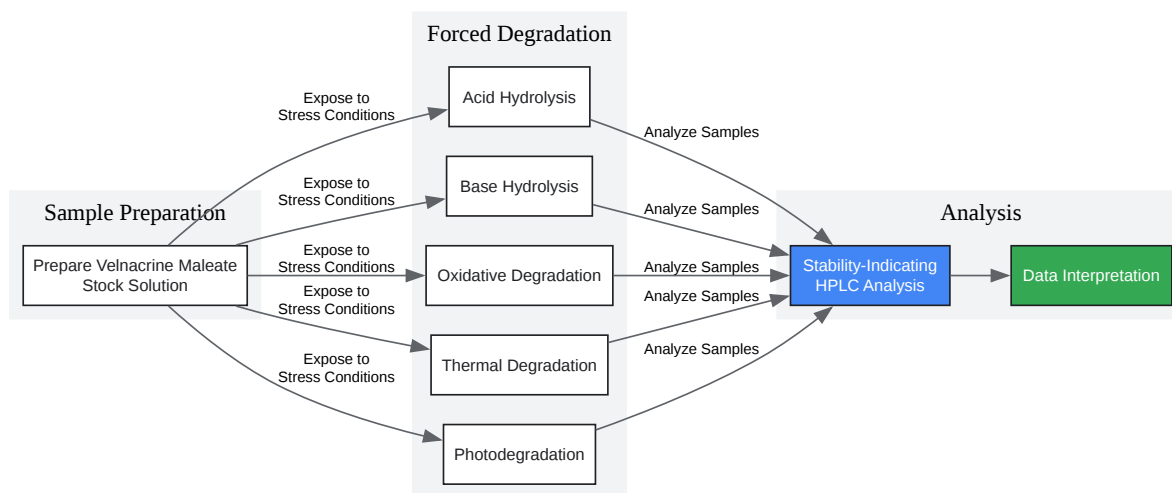 Sample Preparation
Prepare Velnacrine Maleate
Stock Solution
Expose to
Stress Conditions
Expose to
Stress Conditions
Expose to
Stress Conditions
Expose to
Stress Conditions
Expose to
Stress Conditions
Forced Degradation
Acid Hydrolysis
Base Hydrolysis
Oxidative Degradation
Thermal Degradation
Photodegradation
Analyze Samples
Analyze Samples
Analyze Samples
Analyze Samples
Analyze Samples
Analysis
Stability-Indicating
HPLC Analysis
Data Interpretation